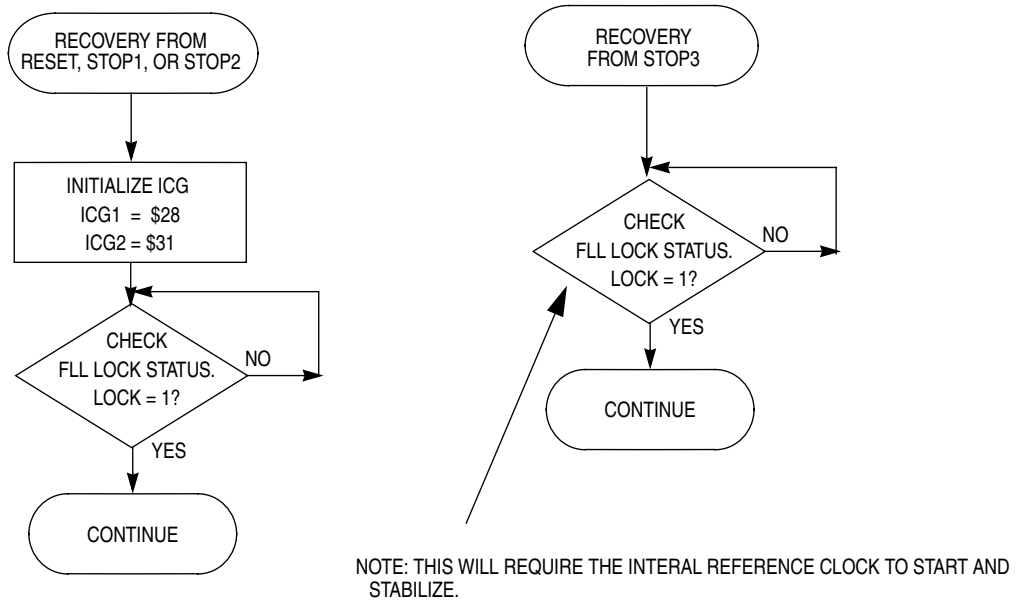 RECOVERY FROM
RESET, STOP1, OR STOP2
INITIALIZE ICG
ICG1 = $28
ICG2 = $31
CHECK
FLL LOCK STATUS.
LOCK = 1?
NO
YES
CONTINUE
RECOVERY
FROM STOP3
CHECK
FLL LOCK STATUS.
LOCK = 1?
NO
YES
CONTINUE
NOTE: THIS WILL REQUIRE THE INTERAL REFERENCE CLOCK TO START AND
STABILIZE.